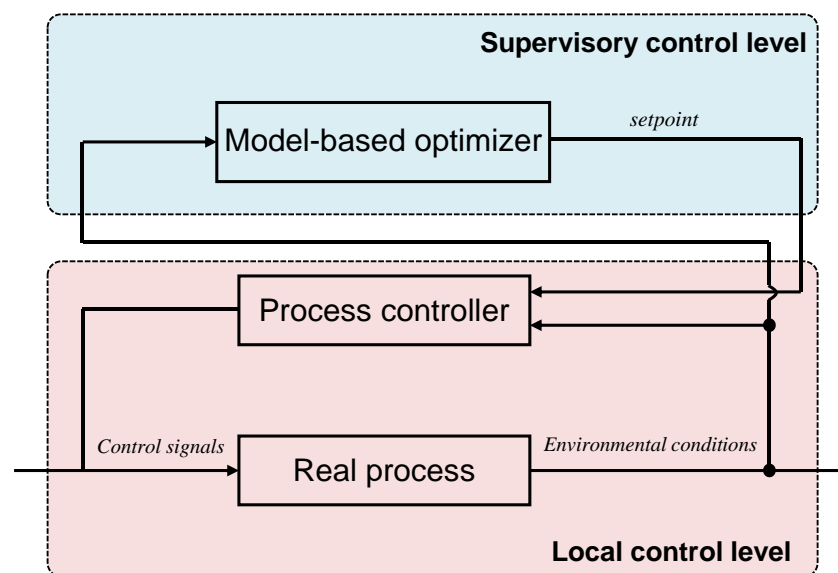 Supervisory control level
setpoint
Model-based optimizer
Process controller
Control signals
Environmental conditions
Real process
Local control level